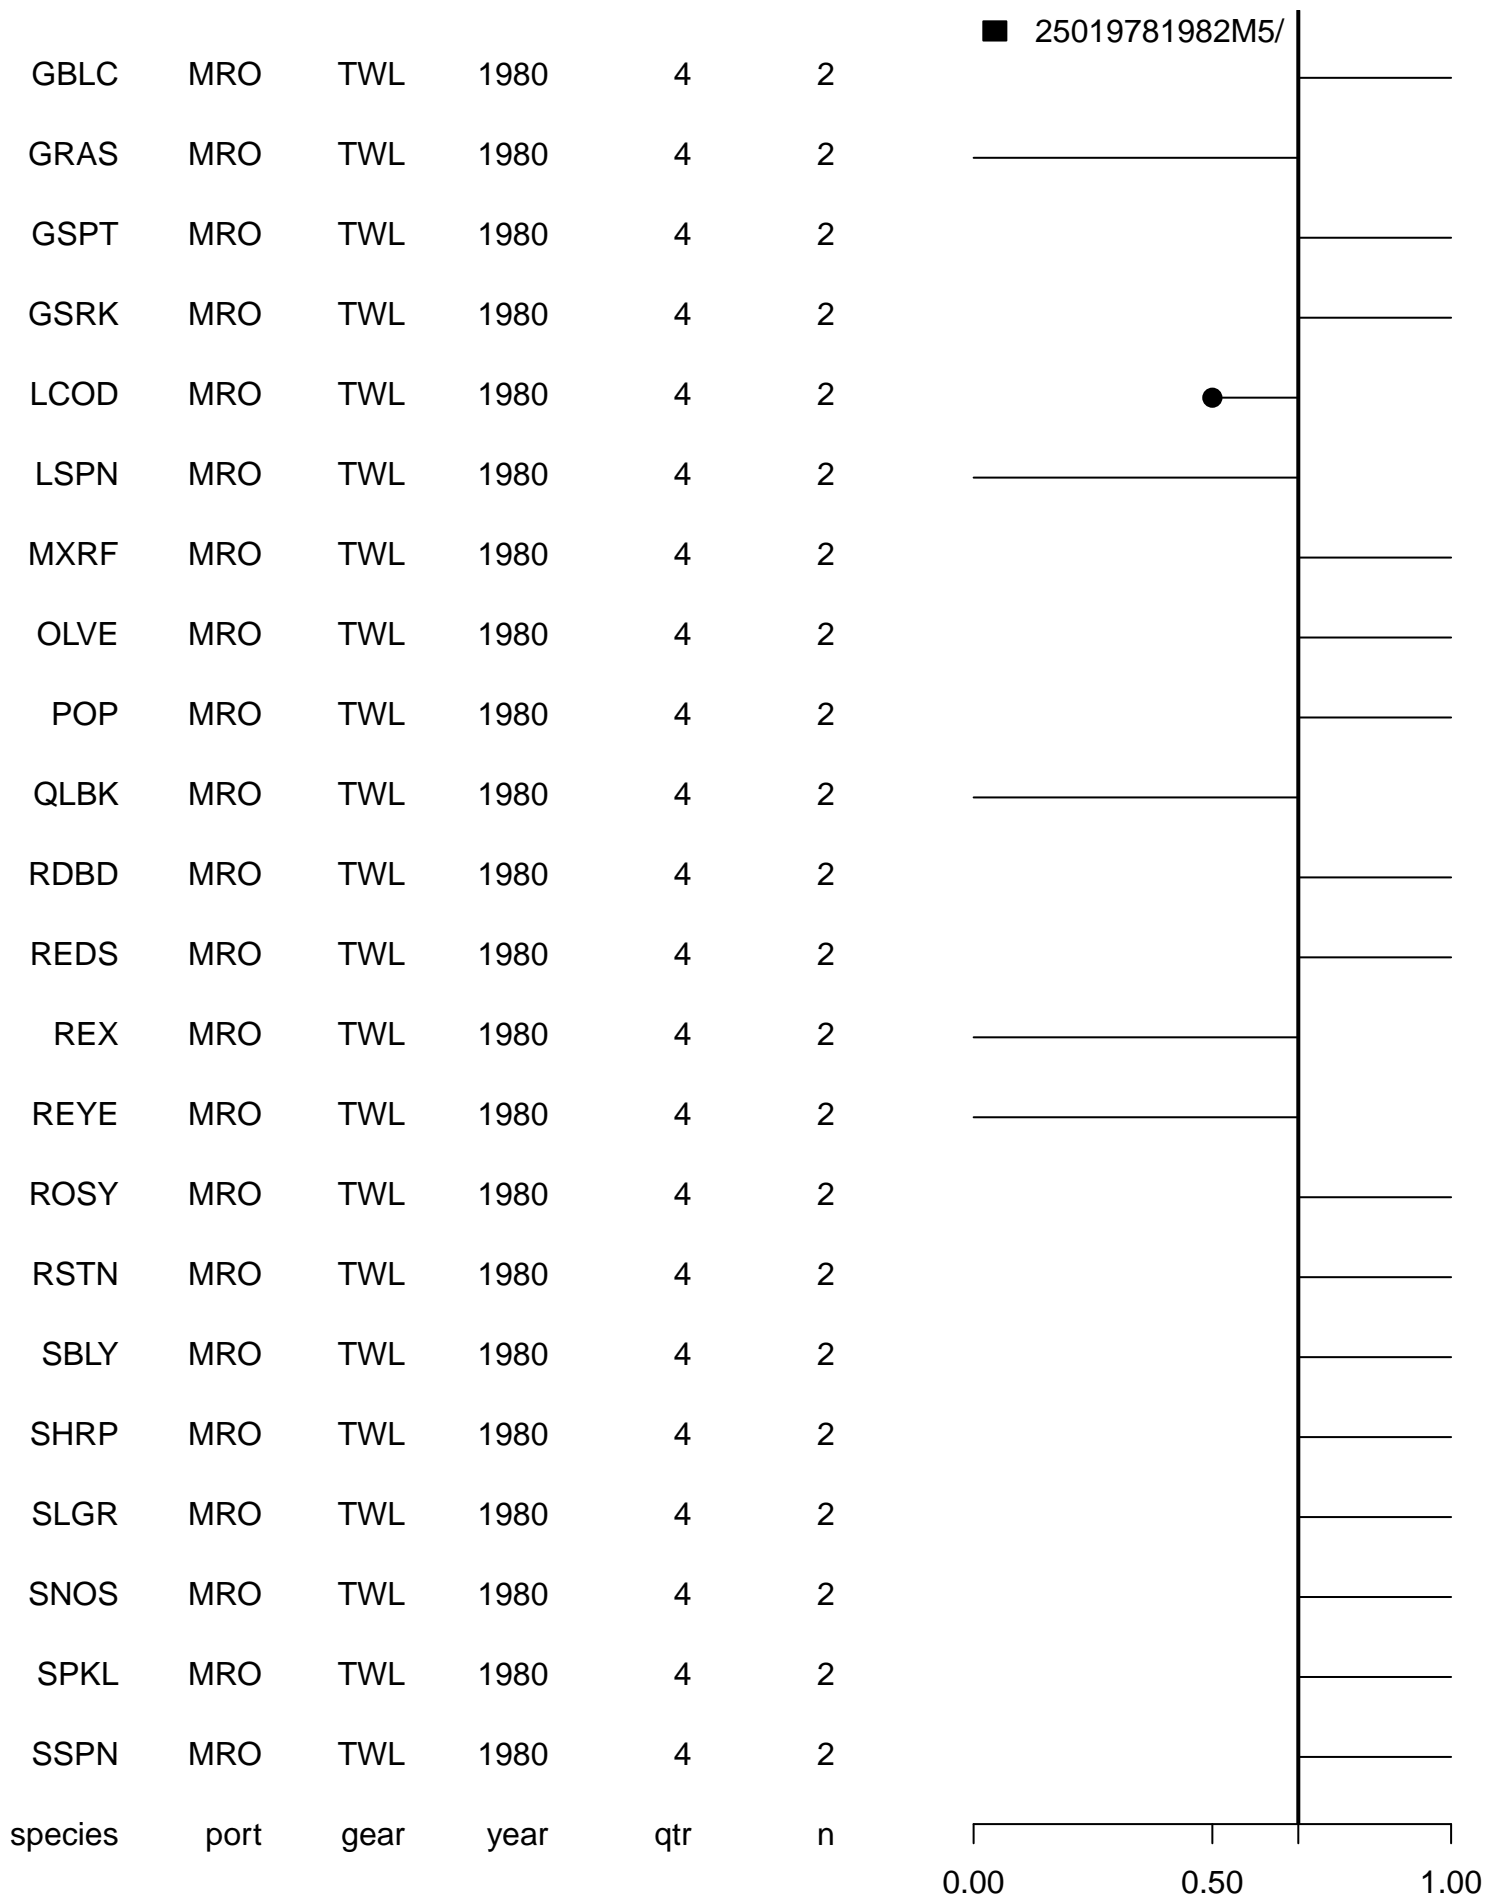 25019781982M5/
GBLC MRO TWL 1980 4 2
GRAS MRO TWL 1980 4 2
GSPT MRO TWL 1980 4 2
GSRK MRO TWL 1980 4 2
LCOD MRO TWL 1980 4 2
LSPN MRO TWL 1980 4 2
MXRF MRO TWL 1980 4 2
OLVE MRO TWL 1980 4 2
POP MRO TWL 1980 4 2
QLBK MRO TWL 1980 4 2
RDBD MRO TWL 1980 4 2
REDS MRO TWL 1980 4 2
REX MRO TWL 1980 4 2
REYE MRO TWL 1980 4 2
ROSY MRO TWL 1980 4 2
RSTN MRO TWL 1980 4 2
SBLY MRO TWL 1980 4 2
SHRP MRO TWL 1980 4 2
SLGR MRO TWL 1980 4 2
SNOS MRO TWL 1980 4 2
SPKL MRO TWL 1980 4 2
SSPN MRO TWL 1980 4 2
species port gear year qtr n
0.00 0.50 1.00